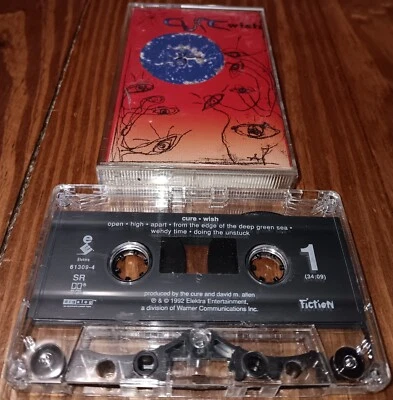 cure
wish
cure • wish
open • high • apart • from the edge of the deep green sea •
wendy time • doing the unstuck
61309-4
SR
1
(34:09)
produced by the cure and david m. allen
℗ & © 1992 Elektra Entertainment,
a division of Warner Communications Inc.
Fiction